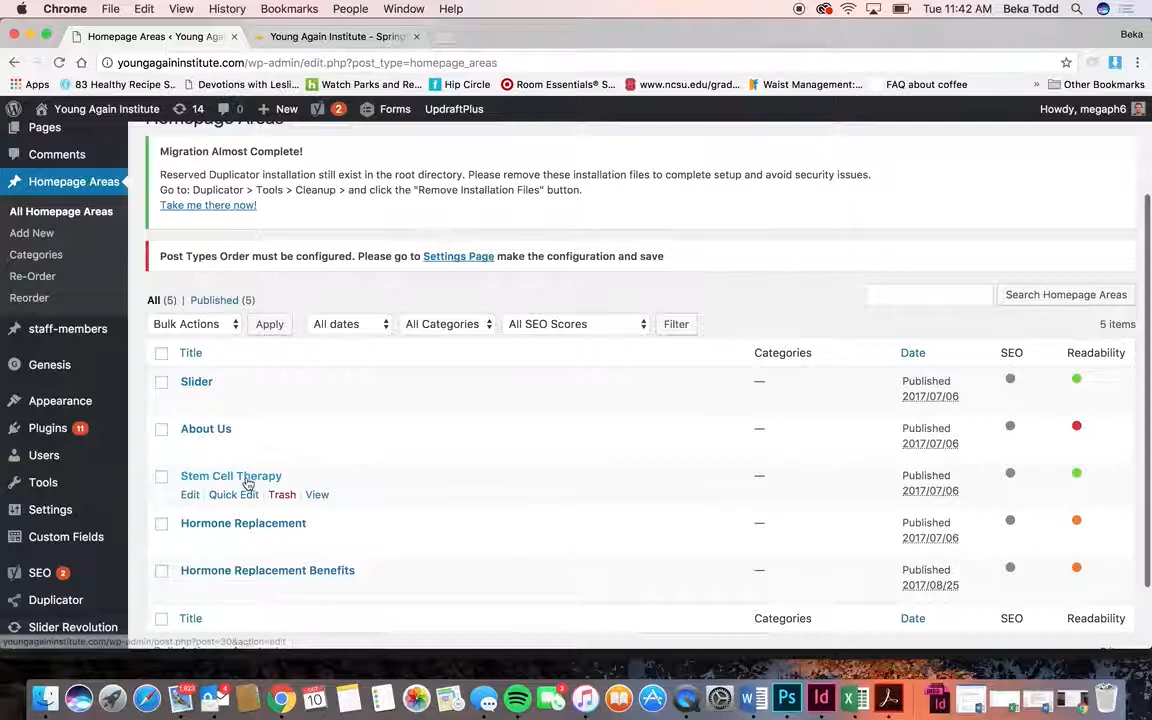 Chrome File Edit View History Bookmarks People Window Help Tue 11:42 AM Beka Todd
Homepage Areas ‹ Young Aga × Young Again Institute - Spring × Beka
youngagaininstitute.com/wp-admin/edit.php?post_type=homepage_areas
Apps 83 Healthy Recipe S... Devotions with Lesli... Watch Parks and Re... Hip Circle Room Essentials® S... www.ncsu/grad... Waist Management:... FAQ about coffee » Other Bookmarks
Young Again Institute 14 0 + New 2 Forms UpdraftPlus Howdy, megaph6
Pages
Comments
Homepage Areas
All Homepage Areas
Add New
Categories
Re-Order
Reorder
staff-members
Genesis
Appearance
Plugins 11
Users
Tools
Settings
Custom Fields
SEO 2
Duplicator
Slider Revolution
Homepage Areas
Migration Almost Complete!
Reserved Duplicator installation still exist in the root directory. Please remove these installation files to complete setup and avoid security issues.
Go to: Duplicator > Tools > Cleanup > and click the "Remove Installation Files" button.
Take me there now!
Post Types Order must be configured. Please go to Settings Page make the configuration and save
All (5) | Published (5)
Search Homepage Areas
Bulk Actions Apply All dates All Categories All SEO Scores Filter 5 items
Title Categories Date SEO Readability
Slider — Published
2017/07/06
About Us — Published
2017/07/06
Stem Cell Therapy — Published
Edit | Quick Edit | Trash | View 2017/07/06
Hormone Replacement — Published
2017/07/06
Hormone Replacement Benefits — Published
2017/08/25
Title Categories Date SEO Readability
youngagaininstitute.com/wp-admin/post.php?post=30&action=edit
1,823 4 OCT 10 3